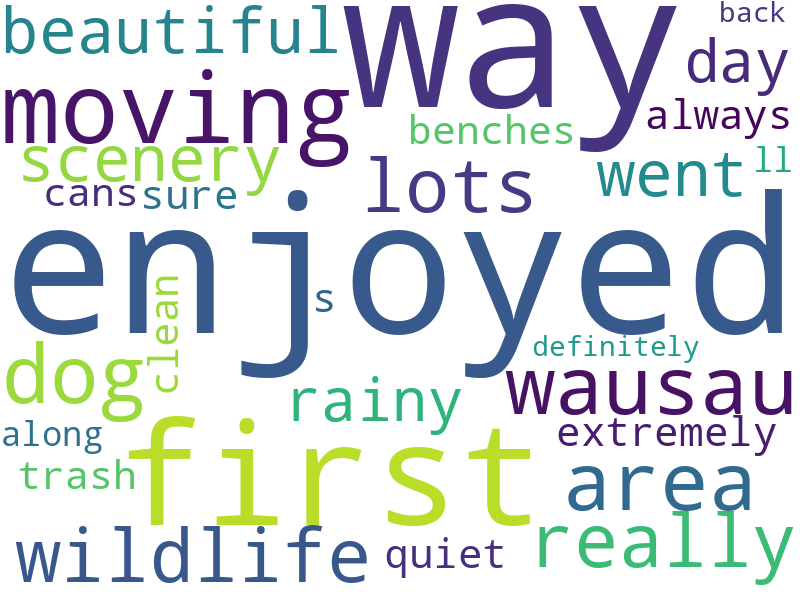 beautiful
way
back
day
moving
always
benches
scenery
lots
went
ll
cans
sure
enjoyed
s
clean
definitely
dog
wausau
rainy
along
first
extremely
trash
area
wildlife
quiet
really